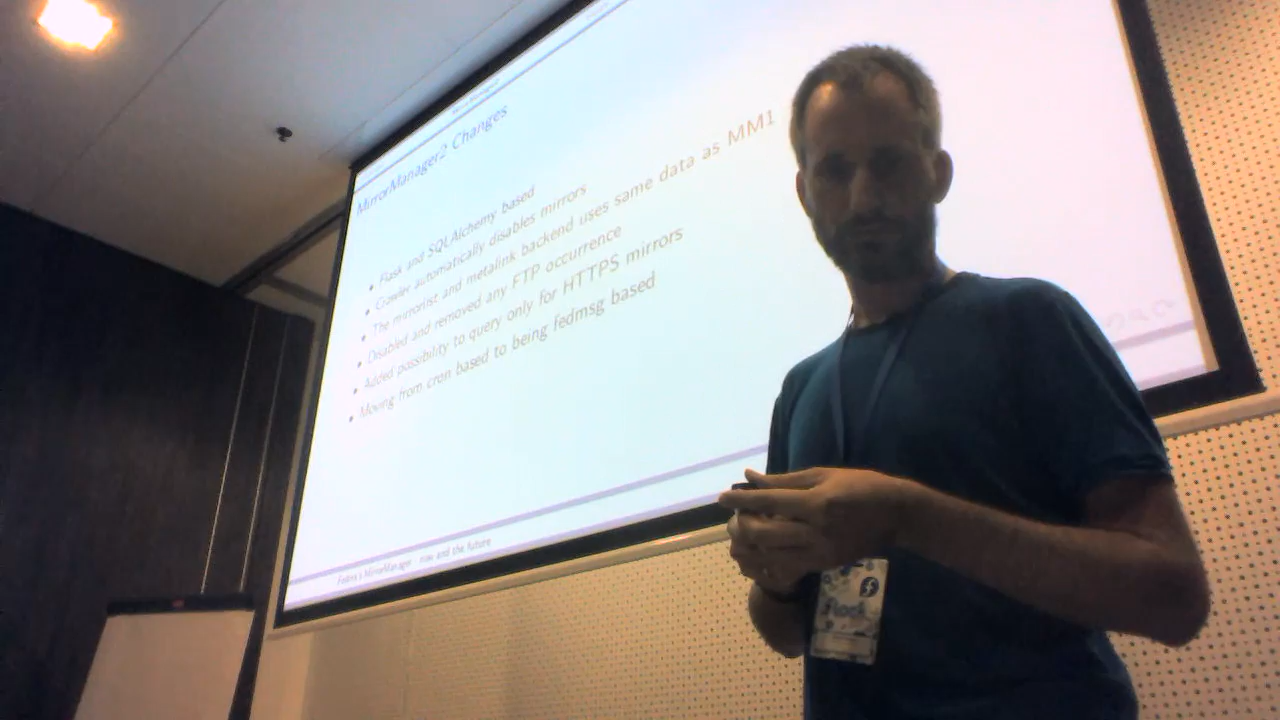 MirrorManager2
MirrorManager2 Changes
• Flask and SQLAlchemy based
• Crawler automatically disables mirrors
• The mirrorlist and metalink backend uses same data as MM1
• Disabled and removed any FTP occurrence
• Added possibility to query only for HTTPS mirrors
• Moving from cron based to being fedmsg based
Fedora's MirrorManager - now and the future
flock